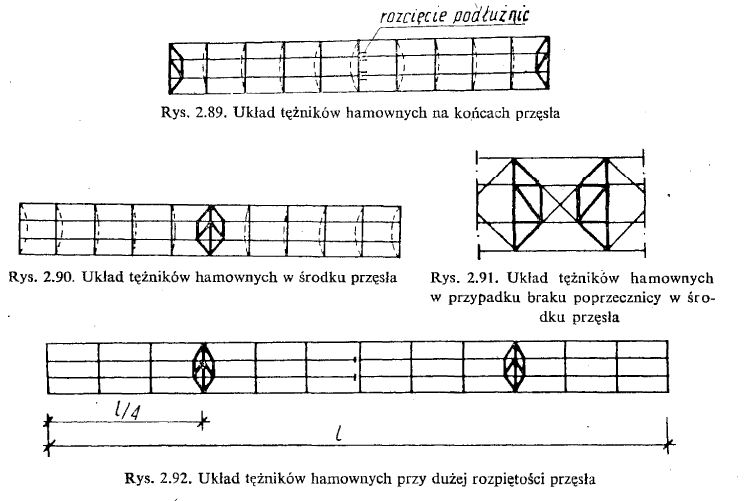 rozcięcie podłużnic
Rys. 2.89. Układ tężników hamownych na końcach przęsła
Rys. 2.90. Układ tężników hamownych w środku przęsła
Rys. 2.91. Układ tężników hamownych
w przypadku braku poprzecznicy w śro-
dku przęsła
l/4
l
Rys. 2.92. Układ tężników hamownych przy dużej rozpiętości przęsła